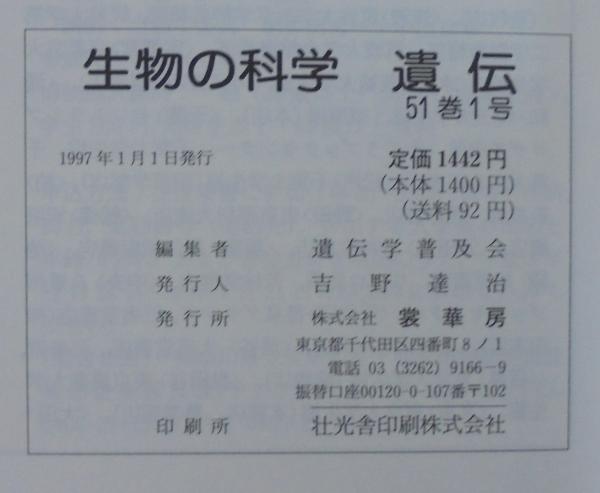 生物の科学 遺伝
51巻1号
1997年1月1日発行 定価1442円
(本体1400円)
(送料92円)
編集者 遺伝学普及会
発行人 吉野達治
発行所 株式会社 裳華房
東京都千代田区四番町8ノ1
電話 03 (3262) 9166-9
振替口座00120-0-107番〒102
印刷所 壮光舎印刷株式会社